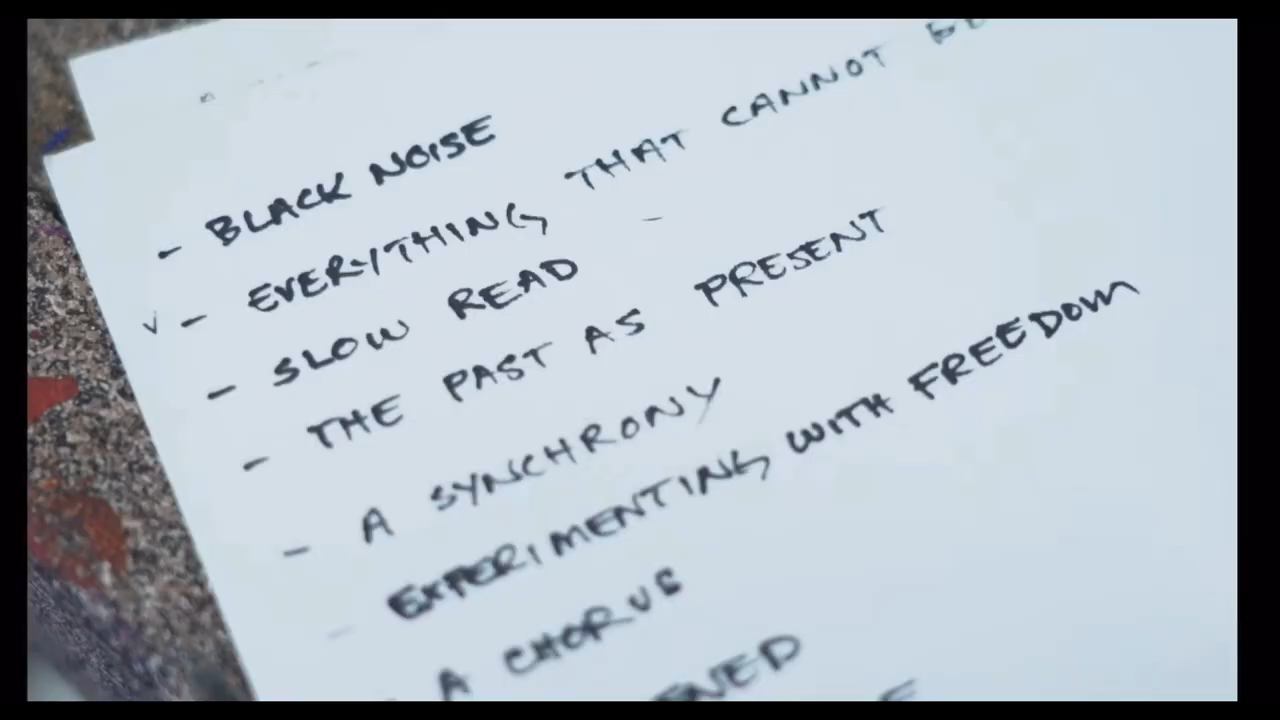 - BLACK NOISE
v - EVERYTHING THAT CANNOT
- SLOW READ
- THE PAST AS PRESENT
- A SYNCHRONY
- EXPERIMENTING WITH FREEDOM
A CHORUS